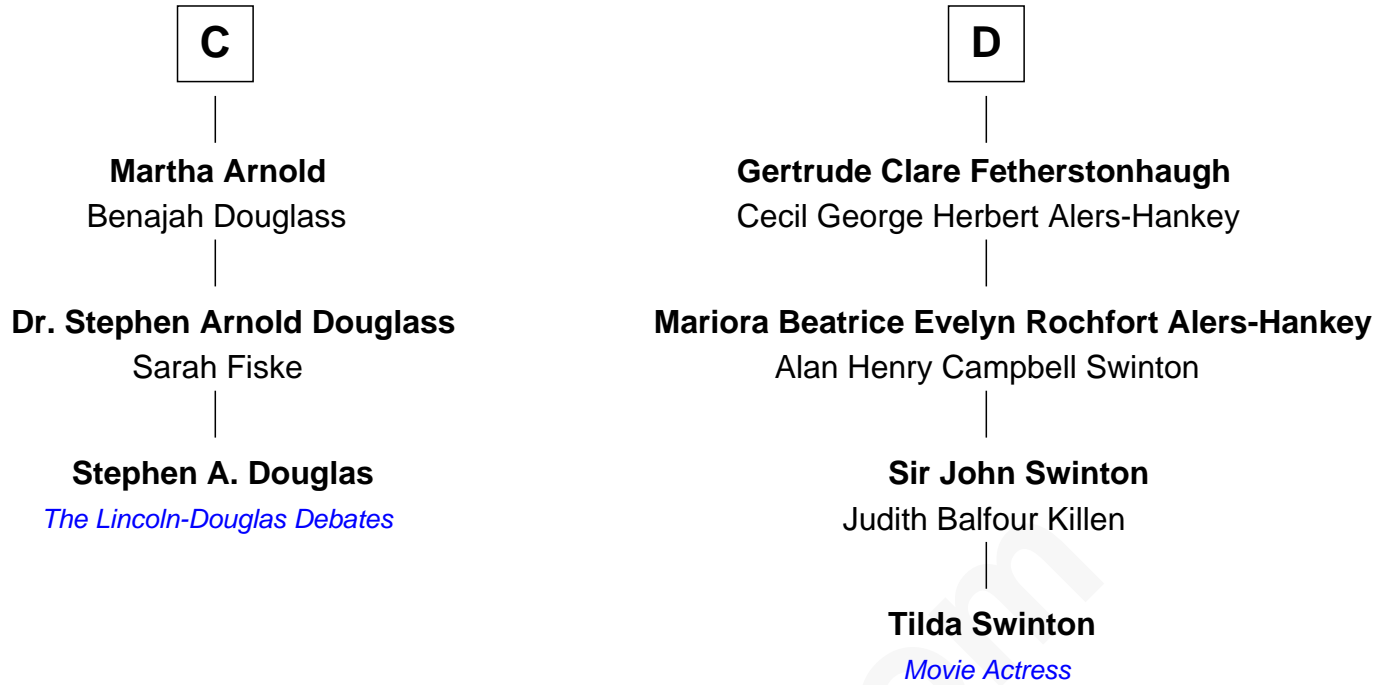 C
Martha Arnold
Benajah Douglass
Dr. Stephen Arnold Douglass
Sarah Fiske
Stephen A. Douglas
The Lincoln-Douglas Debates
D
Gertrude Clare Fetherstonhaugh
Cecil George Herbert Alers-Hankey
Mariora Beatrice Evelyn Rochfort Alers-Hankey
Alan Henry Campbell Swinton
Sir John Swinton
Judith Balfour Killen
Tilda Swinton
Movie Actress